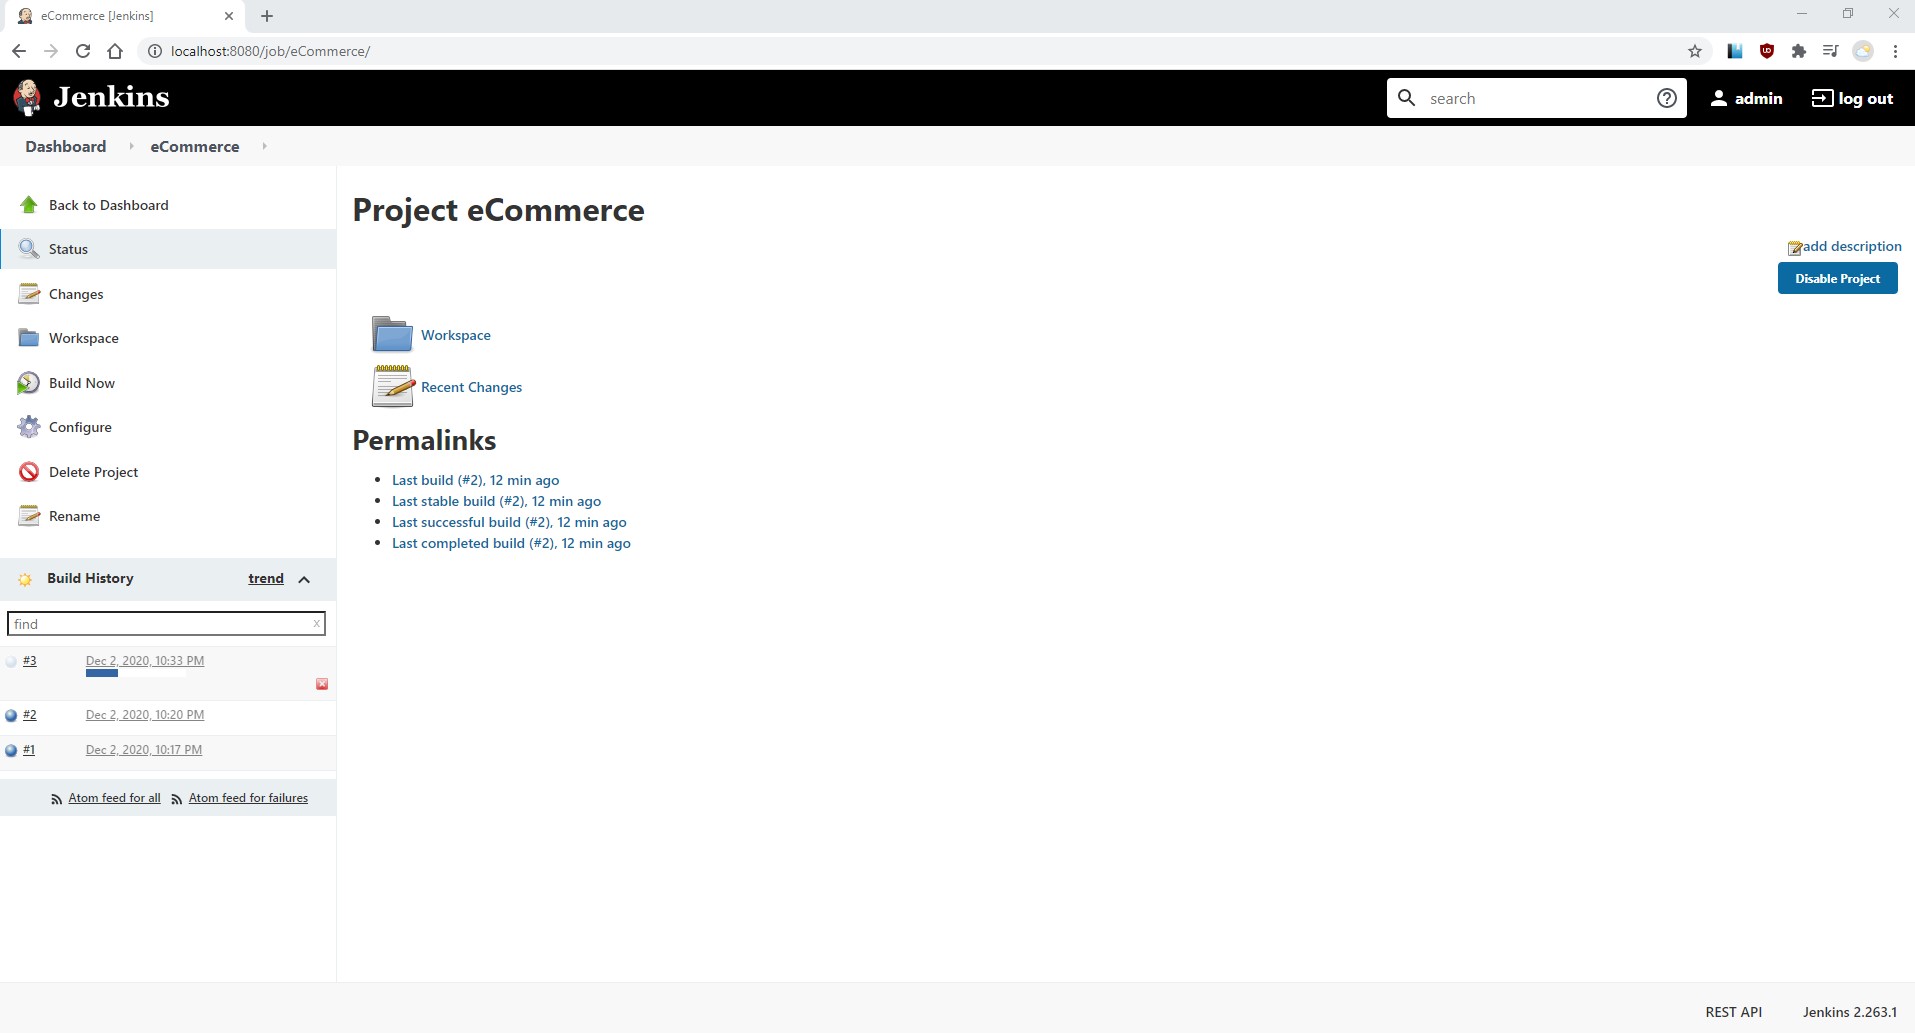 eCommerce [Jenkins]
localhost:8080/job/eCommerce/
Jenkins
search
admin
log out
Dashboard
eCommerce
Back to Dashboard
Status
Changes
Workspace
Build Now
Configure
Delete Project
Rename
Build History
trend
find
x
#3
Dec 2, 2020, 10:33 PM
#2
Dec 2, 2020, 10:20 PM
#1
Dec 2, 2020, 10:17 PM
Atom feed for all
Atom feed for failures
Project eCommerce
add description
Disable Project
Workspace
Recent Changes
Permalinks
Last build (#2), 12 min ago
Last stable build (#2), 12 min ago
Last successful build (#2), 12 min ago
Last completed build (#2), 12 min ago
REST API
Jenkins 2.263.1